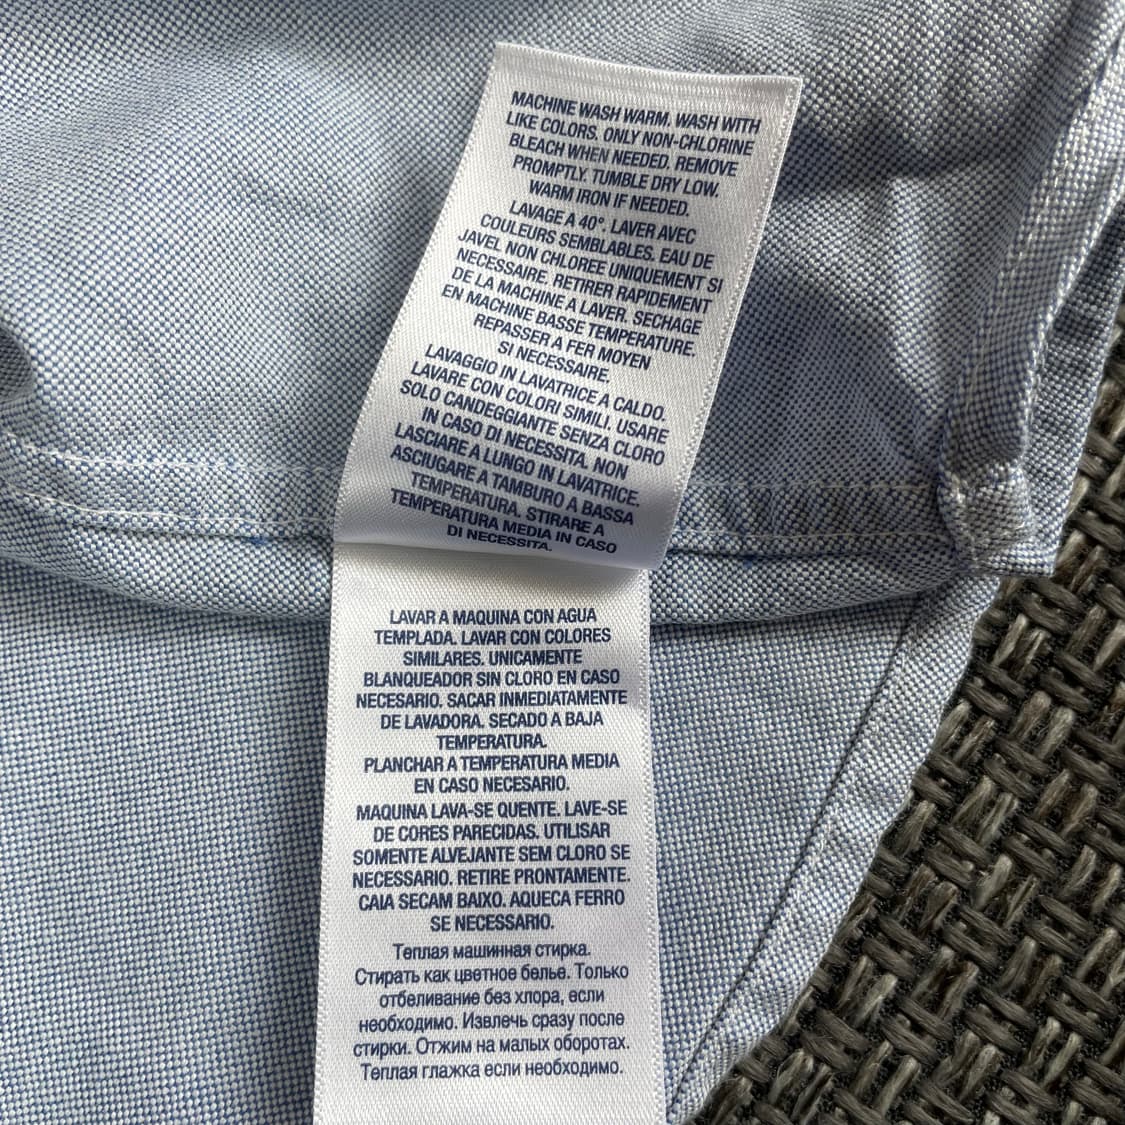 MACHINE WASH WARM. WASH WITH
LIKE COLORS. ONLY NON-CHLORINE
BLEACH WHEN NEEDED. REMOVE
PROMPTLY. TUMBLE DRY LOW.
WARM IRON IF NEEDED.
LAVAGE A 40°. LAVER AVEC
COULEURS SEMBLABLES. EAU DE
JAVEL NON CHLOREE UNIQUEMENT SI
NECESSAIRE. RETIRER RAPIDEMENT
DE LA MACHINE A LAVER. SECHAGE
EN MACHINE BASSE TEMPERATURE.
REPASSER A FER MOYEN
SI NECESSAIRE.
LAVAGGIO IN LAVATRICE A CALDO.
LAVARE CON COLORI SIMILI. USARE
SOLO CANDEGGIANTE SENZA CLORO
IN CASO DI NECESSITA. NON
LASCIARE A LUNGO IN LAVATRICE.
ASCIUGARE A TAMBURO A BASSA
TEMPERATURA. STIRARE A
TEMPERATURA MEDIA IN CASO
DI NECESSITA.
LAVAR A MAQUINA CON AGUA
TEMPLADA. LAVAR CON COLORES
SIMILARES. UNICAMENTE
BLANQUEADOR SIN CLORO EN CASO
NECESARIO. SACAR INMEDIATAMENTE
DE LAVADORA. SECADO A BAJA
TEMPERATURA.
PLANCHAR A TEMPERATURA MEDIA
EN CASO NECESARIO.
MAQUINA LAVA-SE QUENTE. LAVE-SE
DE CORES PARECIDAS. UTILISAR
SOMENTE ALVEJANTE SEM CLORO SE
NECESSARIO. RETIRE PRONTAMENTE.
CAIA SECAM BAIXO. AQUECA FERRO
SE NECESSARIO.
Теплая машинная стирка.
Стирать как цветное белье. Только
отбеливание без хлора, если
необходимо. Извлечь сразу после
стирки. Отжим на малых оборотах.
Теплая глажка если необходимо.